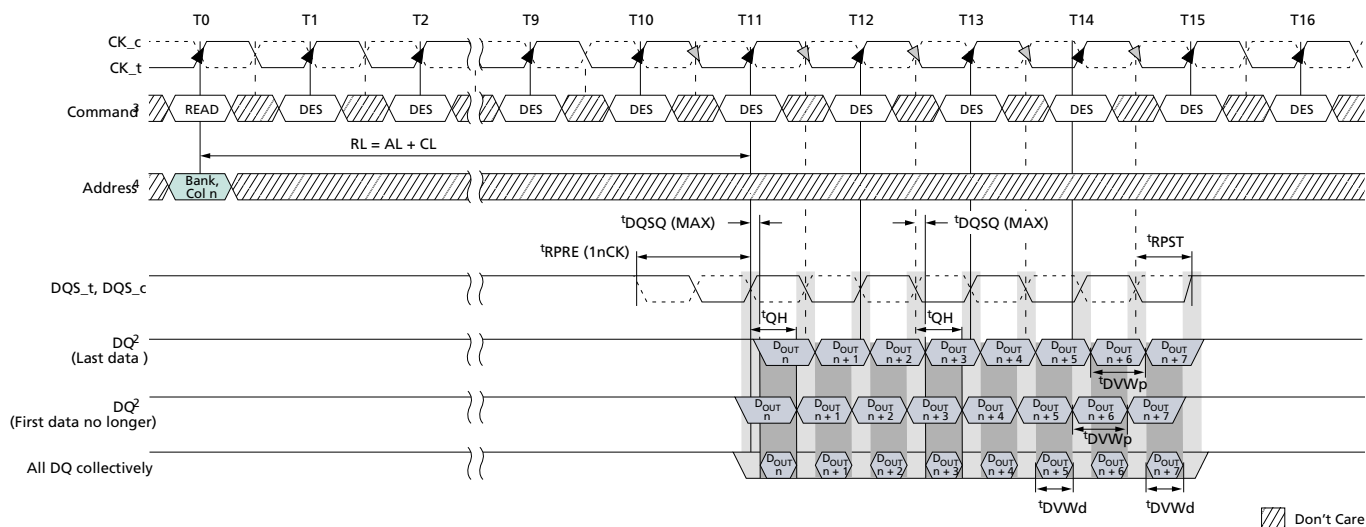 T0 T1 T2 T9 T10 T11 T12 T13 T14 T15 T16
CK_c
CK_t
Command3 READ DES DES DES DES DES DES DES DES DES DES
RL = AL + CL
Address4 Bank,
Col n
tDQSQ (MAX) tDQSQ (MAX)
tRPRE (1nCK) tRPST
DQS_t, DQS_c
tQH tQH
DQ2 DOUT DOUT DOUT DOUT DOUT DOUT DOUT DOUT
(Last data ) n n + 1 n + 2 n + 3 n + 4 n + 5 n + 6 n + 7
tDVWp
DQ2 DOUT DOUT DOUT DOUT DOUT DOUT DOUT DOUT
(First data no longer) n n + 1 n + 2 n + 3 n + 4 n + 5 n + 6 n + 7
tDVWp
All DQ collectively DOUT DOUT DOUT DOUT DOUT DOUT DOUT DOUT
n n + 1 n + 2 n + 3 n + 4 n + 5 n + 6 n + 7
tDVWd tDVWd
Don't Care